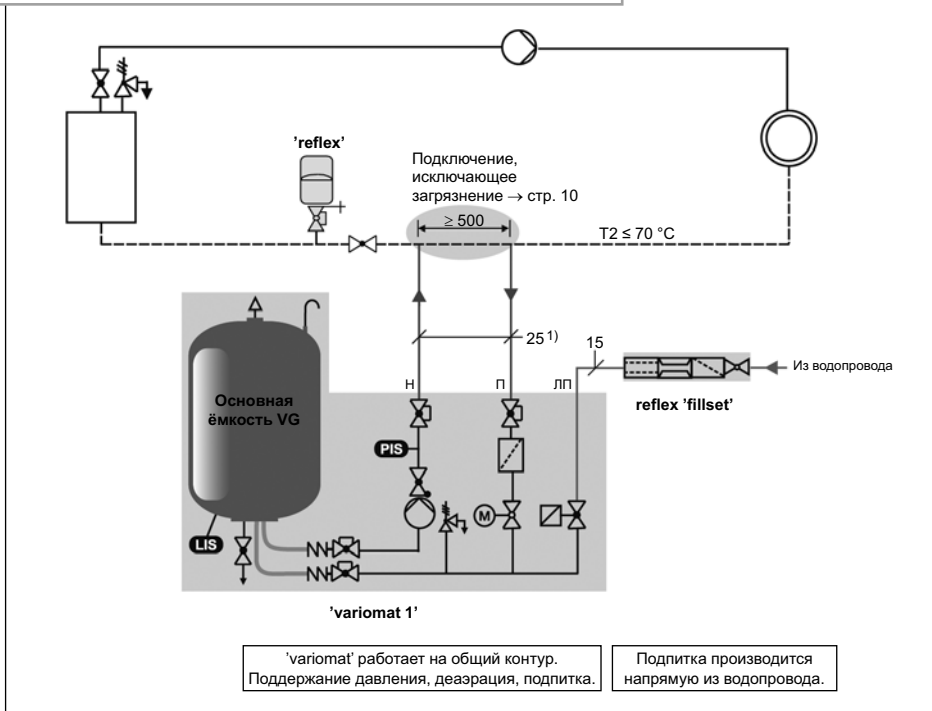 ’reflex’
Подключение,
исключающее
загрязнение → стр. 10
≥ 500
T2 ≤ 70 °C
25 1)
15
Из водопровода
Н
П
ЛП
reflex ’fillset’
Основная
ёмкость VG
PIS
M
LIS
’variomat 1’
’variomat’ работает на общий контур.
Поддержание давления, деаэрация, подпитка.
Подпитка производится
напрямую из водопровода.